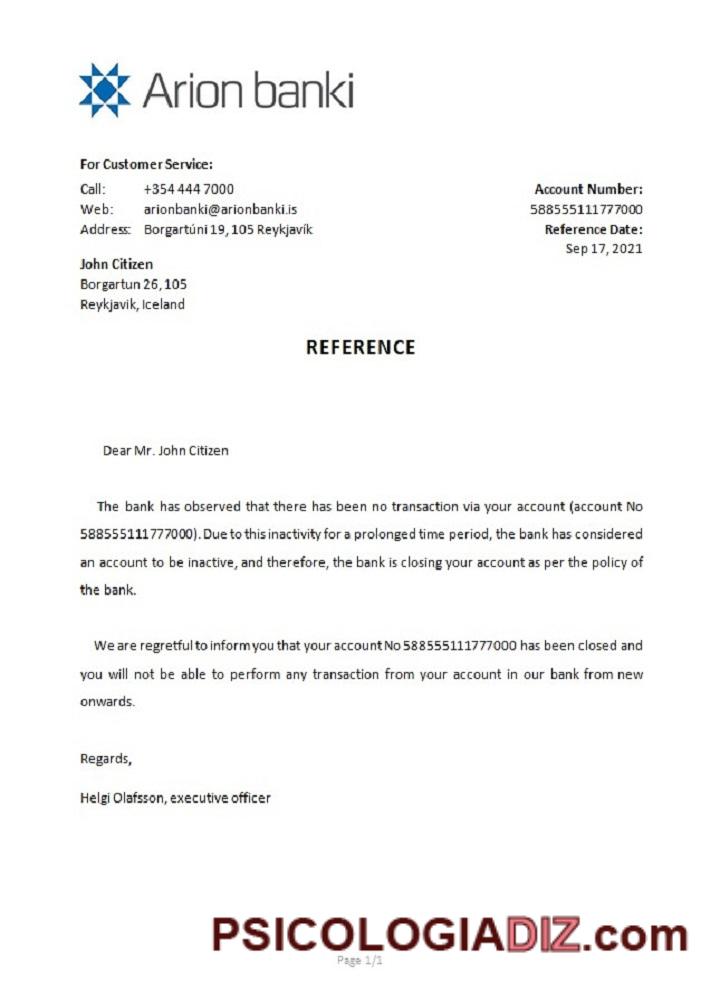 Arion banki
For Customer Service:
Call: +354 444 7000
Web: arionbanki@arionbanki.is
Address: Borgartúni 19, 105 Reykjavík
Account Number:
588555111777000
Reference Date:
Sep 17, 2021
John Citizen
Borgartun 26, 105
Reykjavik, Iceland
REFERENCE
Dear Mr. John Citizen
The bank has observed that there has been no transaction via your account (account No
588555111777000). Due to this inactivity for a prolonged time period, the bank has considered
an account to be inactive, and therefore, the bank is closing your account as per the policy of
the bank.
We are regretful to inform you that your account No 588555111777000 has been closed and
you will not be able to perform any transaction from your account in our bank from new
onwards.
Regards,
Helgi Olafsson, executive officer
PSICOLOGIADIZ.com
Page 1/1